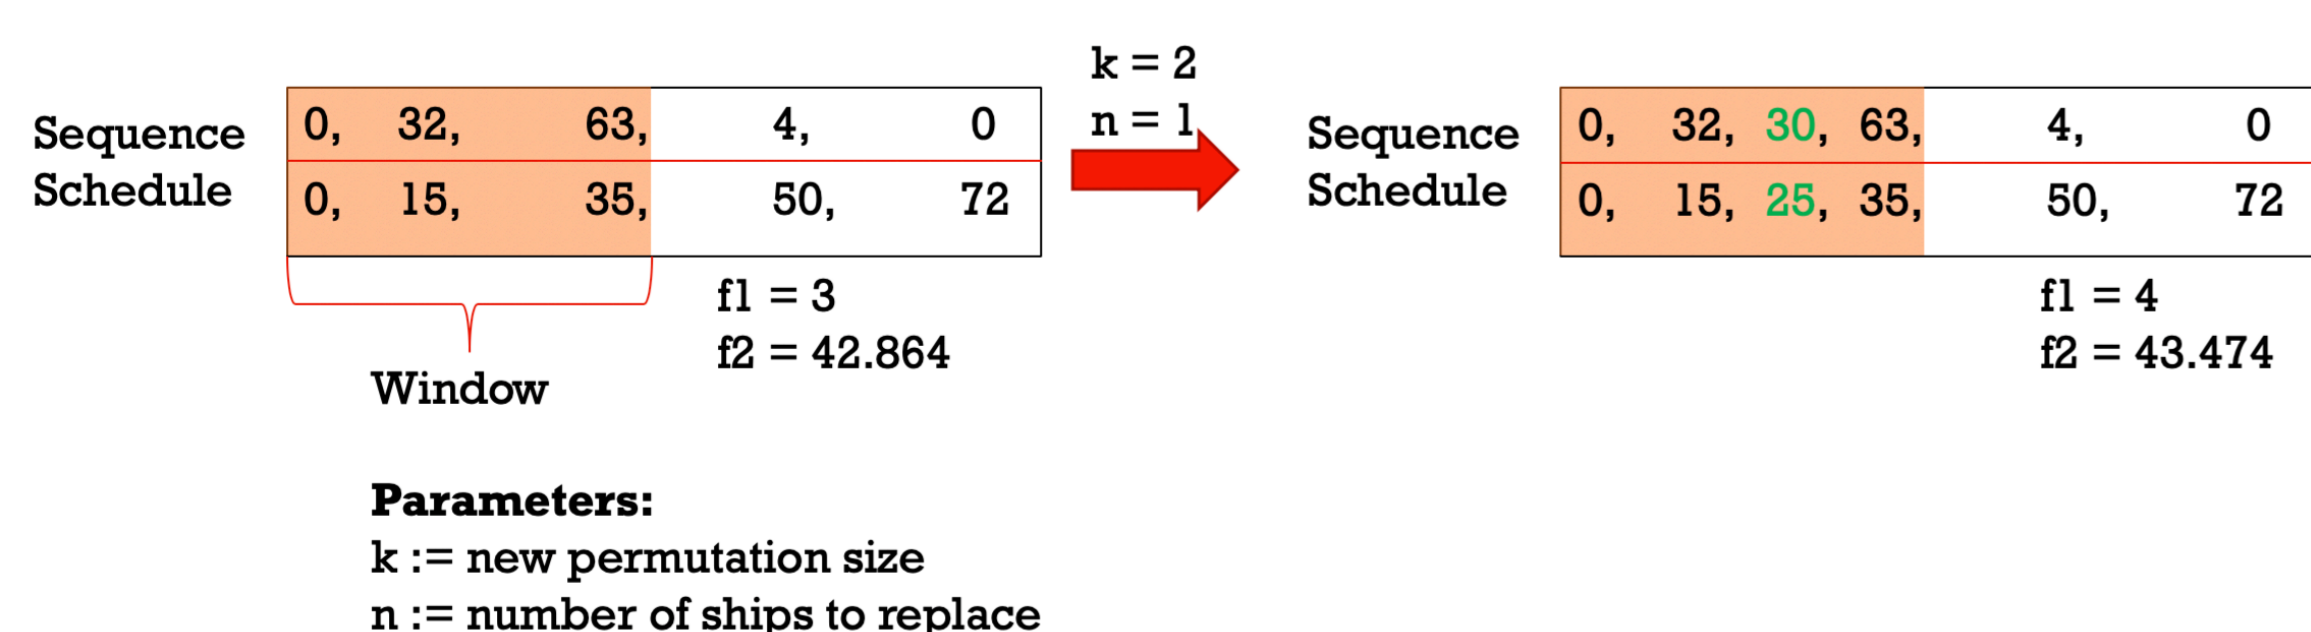 Sequence
Schedule
0, 32, 63, 4, 0
0, 15, 35, 50, 72
Window
f1 = 3
f2 = 42.864
k = 2
n = 1
Sequence
Schedule
0, 32, 30, 63, 4, 0
0, 15, 25, 35, 50, 72
f1 = 4
f2 = 43.474
Parameters:
k := new permutation size
n := number of ships to replace